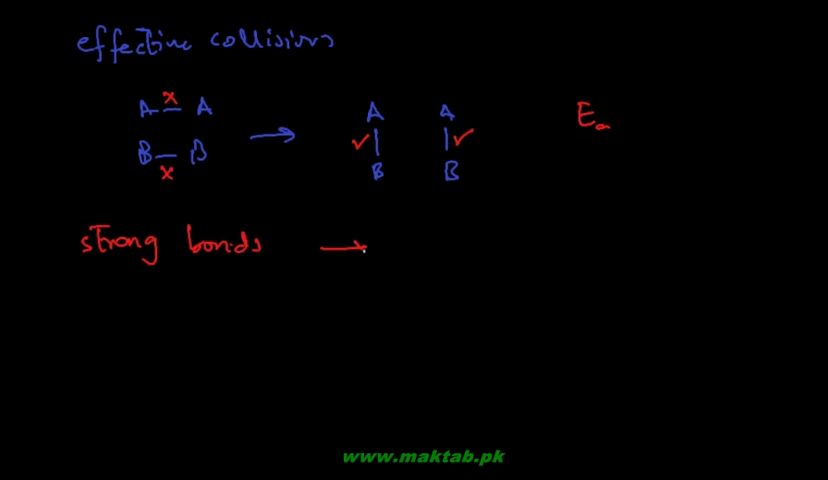 effective collisions
x
A — A A A Ea
B — B → ✓ | | ✓
x B B
strong bonds →
www.maktab.pk